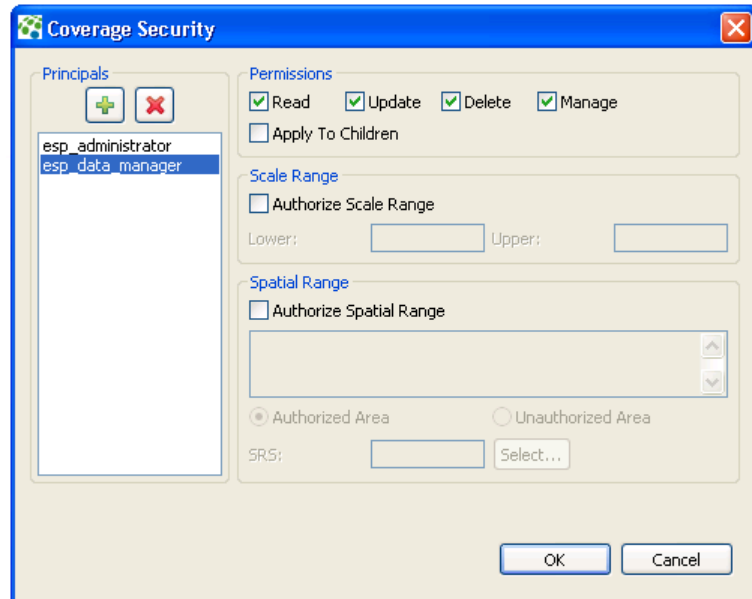 Coverage Security
Principals
esp_administrator
esp_data_manager
Permissions
Read Update Delete Manage
Apply To Children
Scale Range
Authorize Scale Range
Lower: Upper:
Spatial Range
Authorize Spatial Range
Authorized Area Unauthorized Area
SRS: Select...
OK Cancel